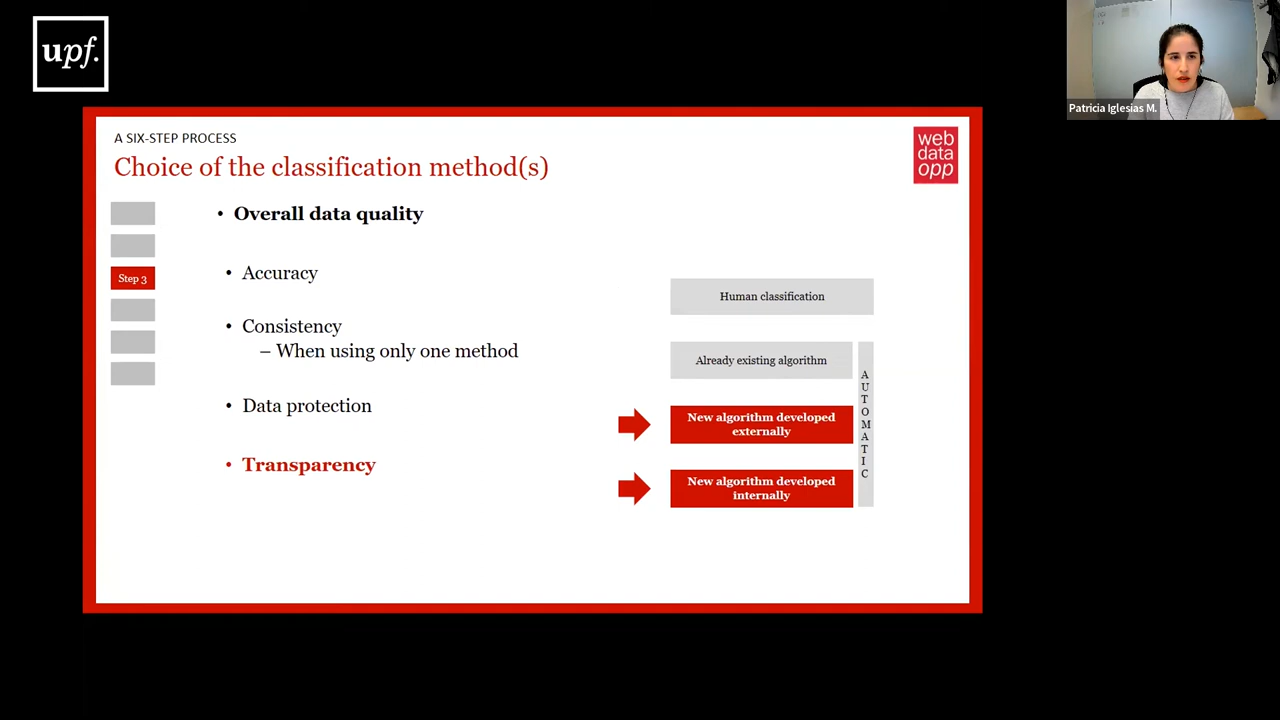 upf.
Patricia Iglesias M.
A SIX-STEP PROCESS
Choice of the classification method(s)
web
data
opp
Step 3
• Overall data quality
• Accuracy
• Consistency
– When using only one method
• Data protection
• Transparency
Human classification
Already existing algorithm
New algorithm developed
externally
New algorithm developed
internally
AUTOMATIC